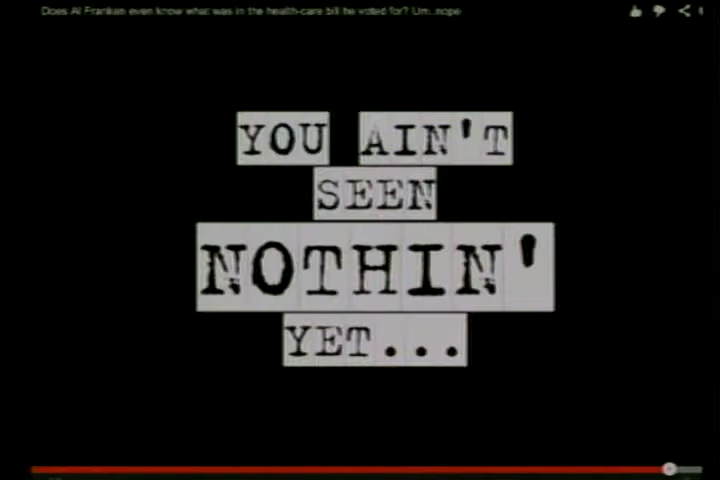 Does Al Franken even know what was in the health-care bill he voted for? Um..nope
YOU AIN'T
SEEN
NOTHIN'
YET...